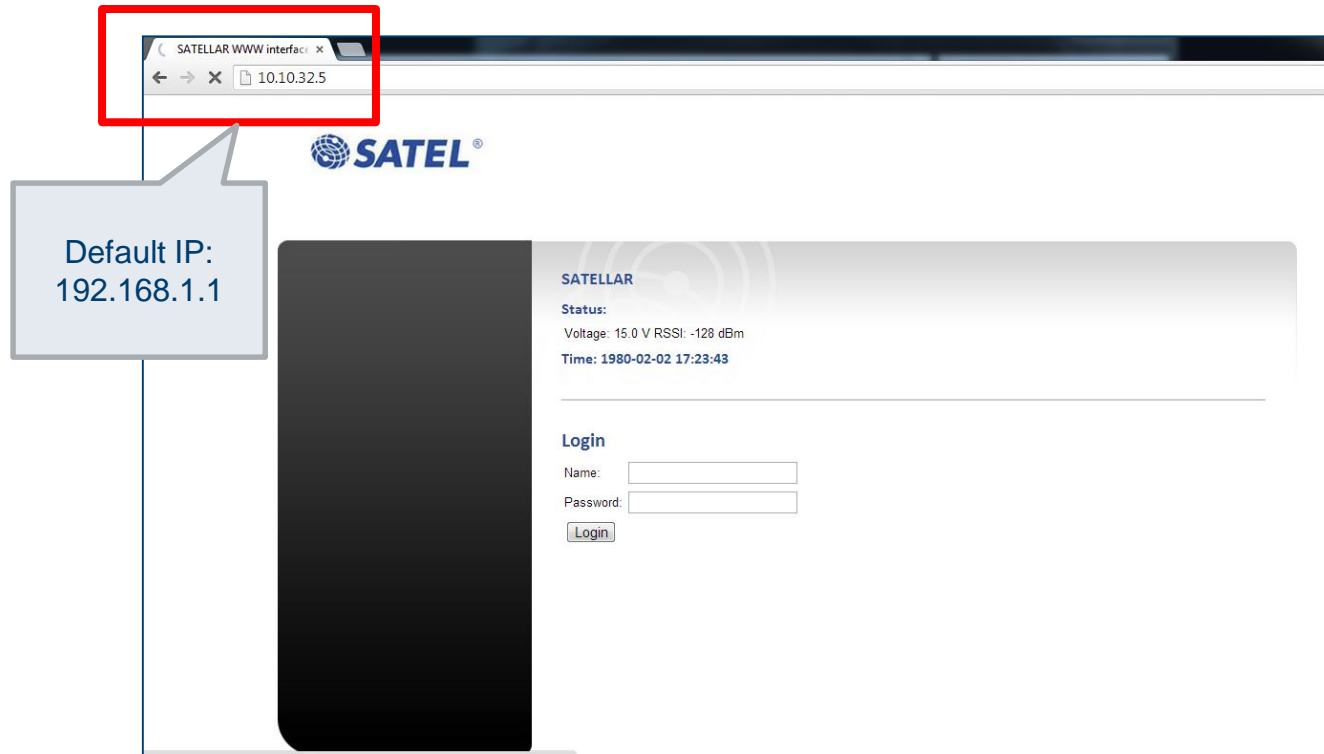 SATELLAR WWW interface
10.10.32.5
SATEL®
Default IP:
192.168.1.1
SATELLAR
Status:
Voltage: 15.0 V RSSI: -128 dBm
Time: 1980-02-02 17:23:43
Login
Name:
Password:
Login